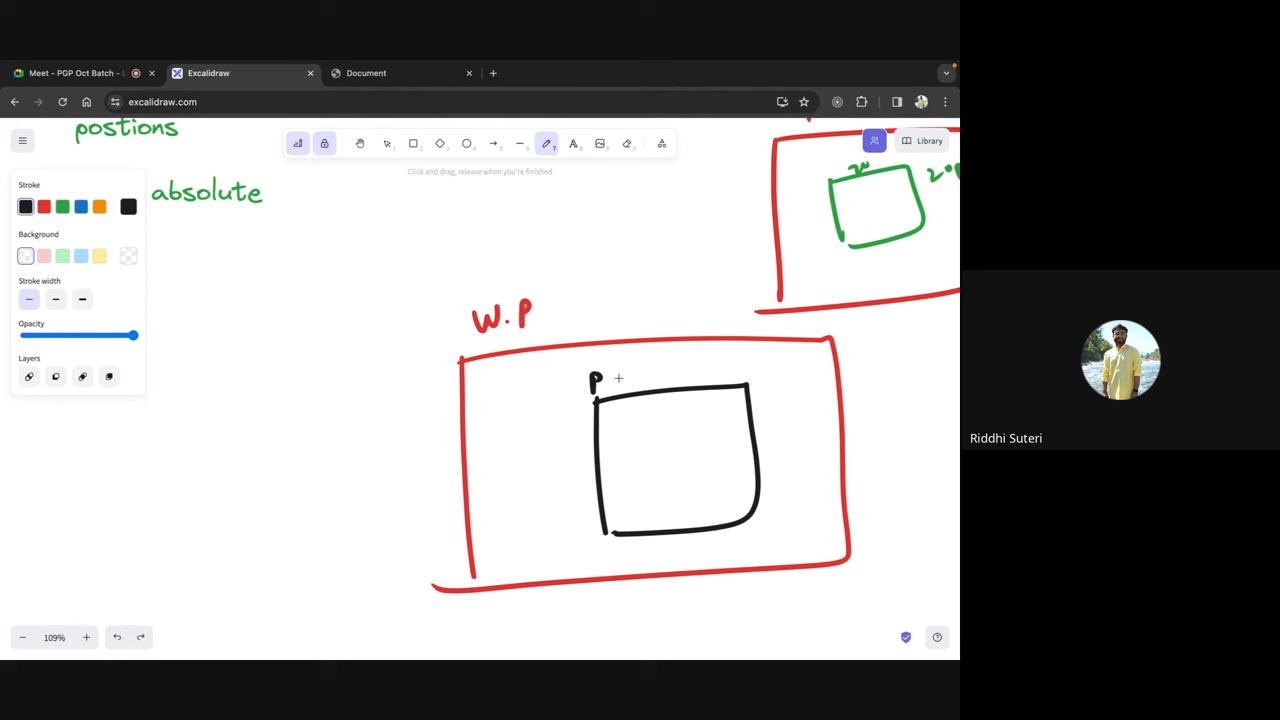 Meet - PGP Oct Batch - L
Excalidraw
Document
excalidraw.com
postions
Library
Click and drag, release when you're finished
Stroke
absolute
Background
Stroke width
Opacity
Layers
W.P
P
109%
Riddhi Suteri